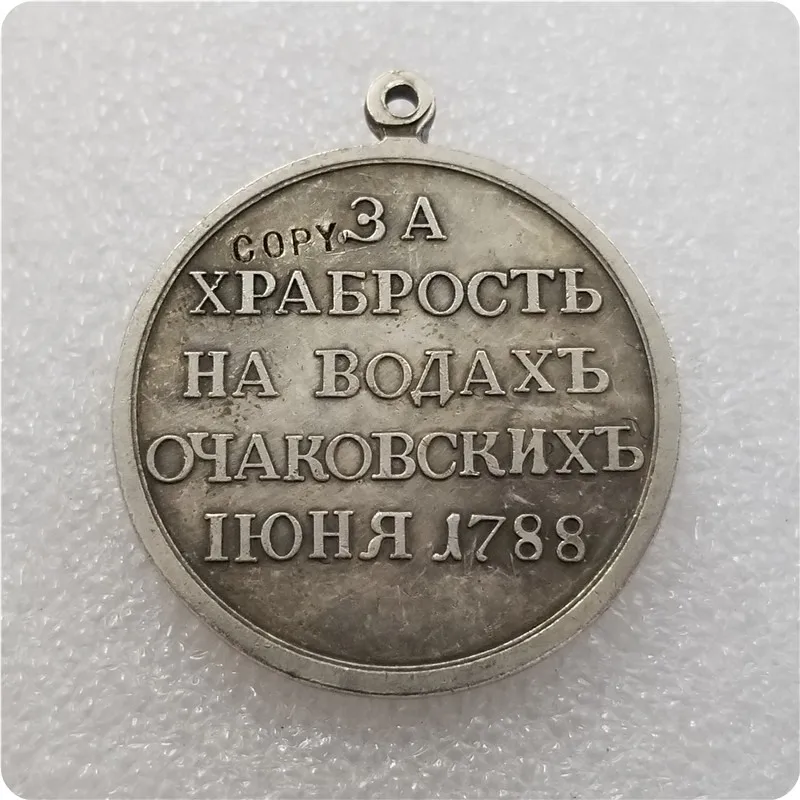 COPY
ЗА
ХРАБРОСТЬ
НА ВОДАХЪ
ОЧАКОВСКИХЪ
IЮНЯ 1788